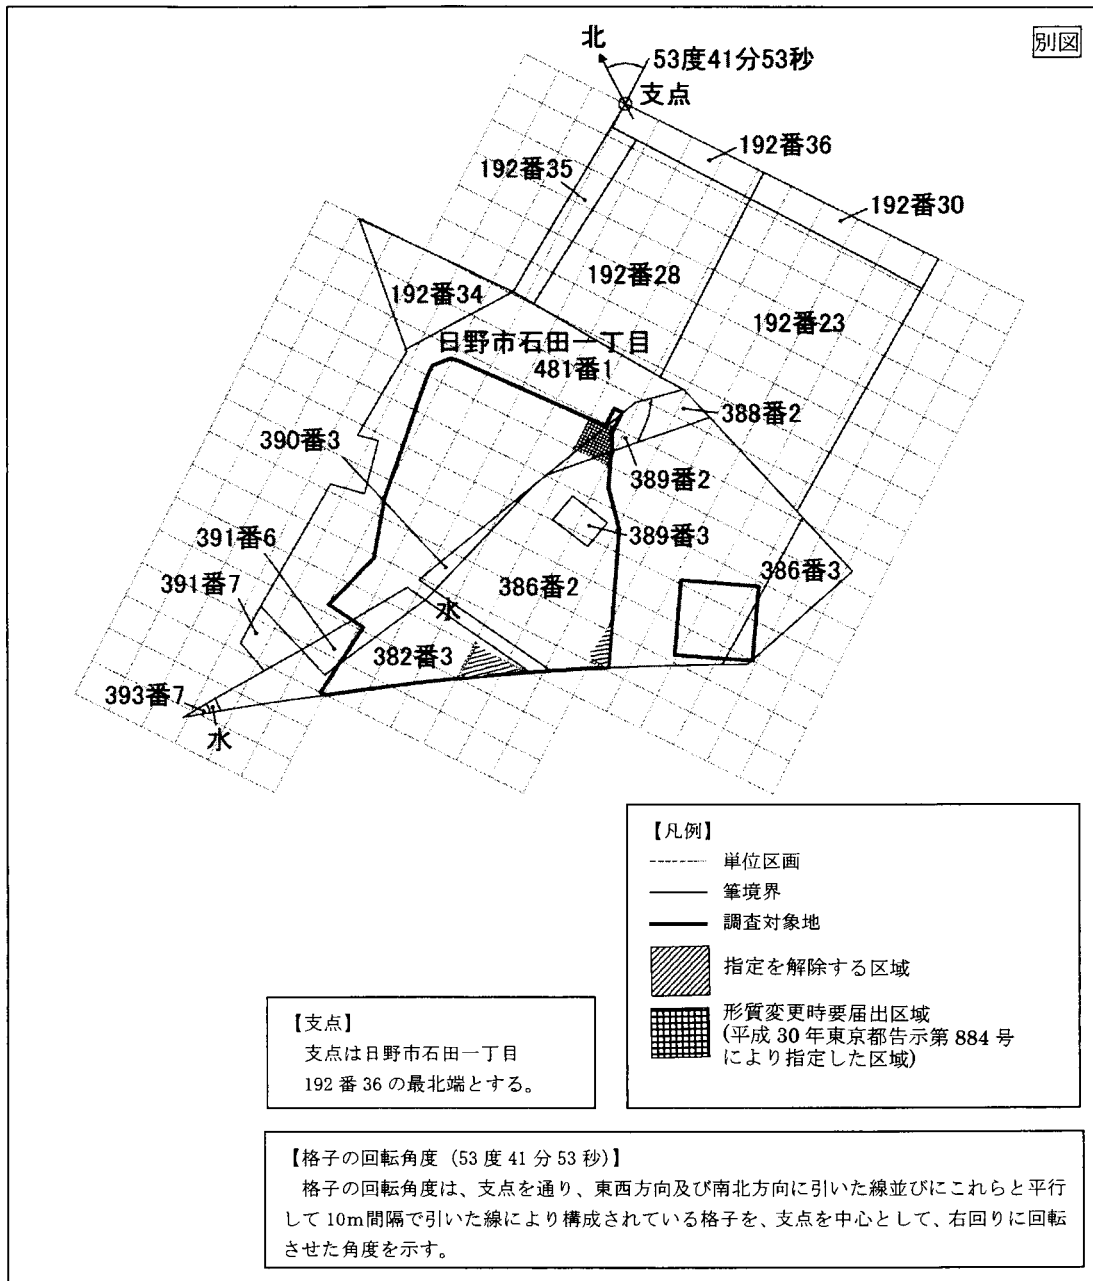 別図
北
53度41分53秒
支点
192番36
192番35
192番30
192番28
192番34
192番23
日野市石田一丁目
481番1
388番2
390番3
389番2
389番3
391番6
386番3
391番7
386番2
水
382番3
393番7
水
【凡例】
単位区画
筆境界
調査対象地
指定を解除する区域
形質変更時要届出区域
(平成30年東京都告示第884号
により指定した区域)
【支点】
支点は日野市石田一丁目
192番36の最北端とする。
【格子の回転角度(53度41分53秒)】
格子の回転角度は、支点を通り、東西方向及び南北方向に引いた線並びにこれらと平行
して10m間隔で引いた線により構成されている格子を、支点を中心として、右回りに回転
させた角度を示す。